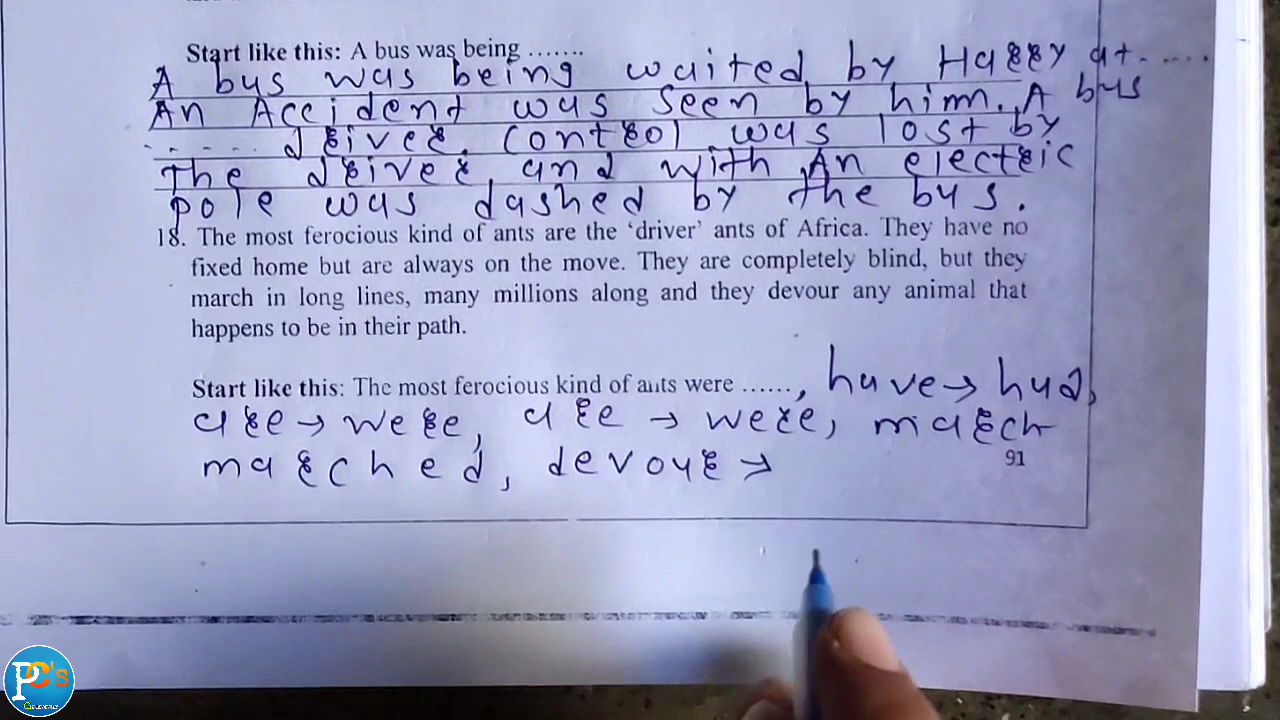 Start like this: A bus was being .......
A bus was being waited by Harry at.....
An Accident was seen by him. A bus
...... driver. Control was lost by
The driver and with An electric
Pole was dashed by the bus.
18. The most ferocious kind of ants are the 'driver' ants of Africa. They have no
fixed home but are always on the move. They are completely blind, but they
march in long lines, many millions along and they devour any animal that
happens to be in their path.
Start like this: The most ferocious kind of ants were ......, have → had,
are → were, are → were, march
marched, devour →
91
PC's